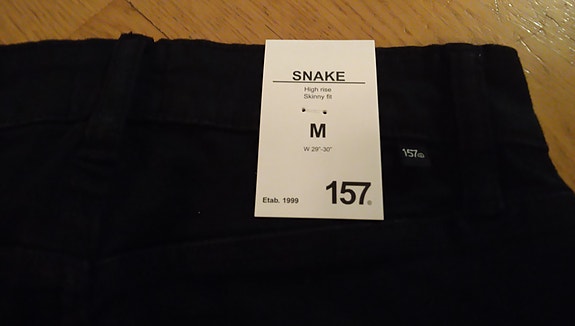 SNAKE
High rise
Skinny fit
M
W 29"-30"
Etab. 1999
157®
157®